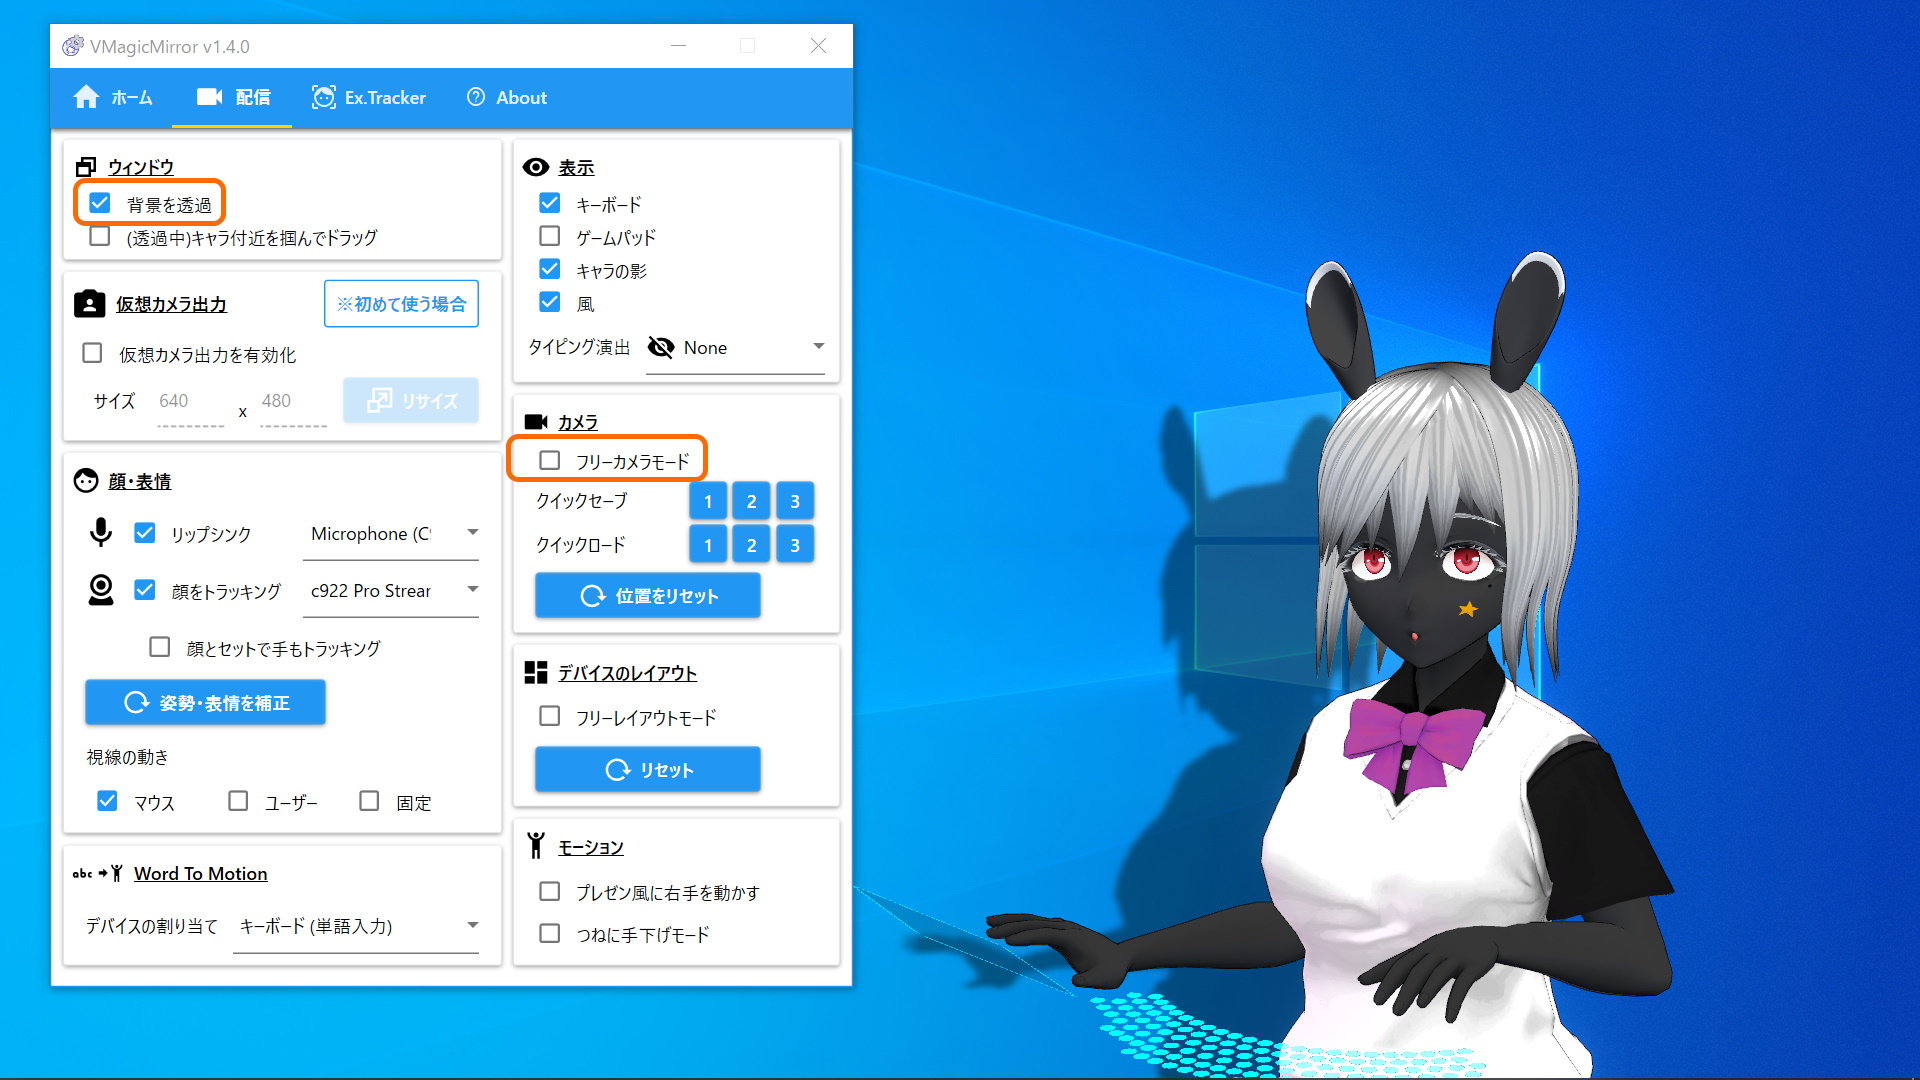 VMagicMirror v1.4.0
ホーム
配信
Ex.Tracker
About
ウィンドウ
背景を透過
(透過中)キャラ付近を掴んでドラッグ
仮想カメラ出力
※初めて使う場合
仮想カメラ出力を有効化
サイズ 640 x 480
リサイズ
顔・表情
リップシンク
Microphone (C
顔をトラッキング
c922 Pro Strear
顔とセットで手もトラッキング
姿勢・表情を補正
視線の動き
マウス
ユーザー
固定
abc
Word To Motion
デバイスの割り当て
キーボード (単語入力)
表示
キーボード
ゲームパッド
キャラの影
風
タイピング演出
None
カメラ
フリーカメラモード
クイックセーブ 1 2 3
クイックロード 1 2 3
位置をリセット
デバイスのレイアウト
フリーレイアウトモード
リセット
モーション
プレゼン風に右手を動かす
つねに手下げモード